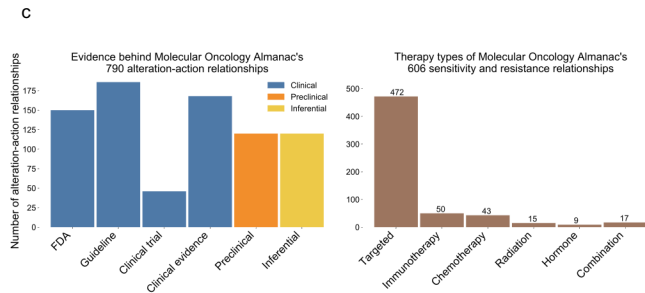 C
Evidence behind Molecular Oncology Almanac's
790 alteration-action relationships
Number of alteration-action relationships
175
150
125
100
75
50
25
0
Clinical
Preclinical
Inferential
FDA
Guideline
Clinical trial
Clinical evidence
Preclinical
Inferential
Therapy types of Molecular Oncology Almanac's
606 sensitivity and resistance relationships
500
400
300
200
100
0
472
50
43
15
9
17
Targeted
Immunotherapy
Chemotherapy
Radiation
Hormone
Combination